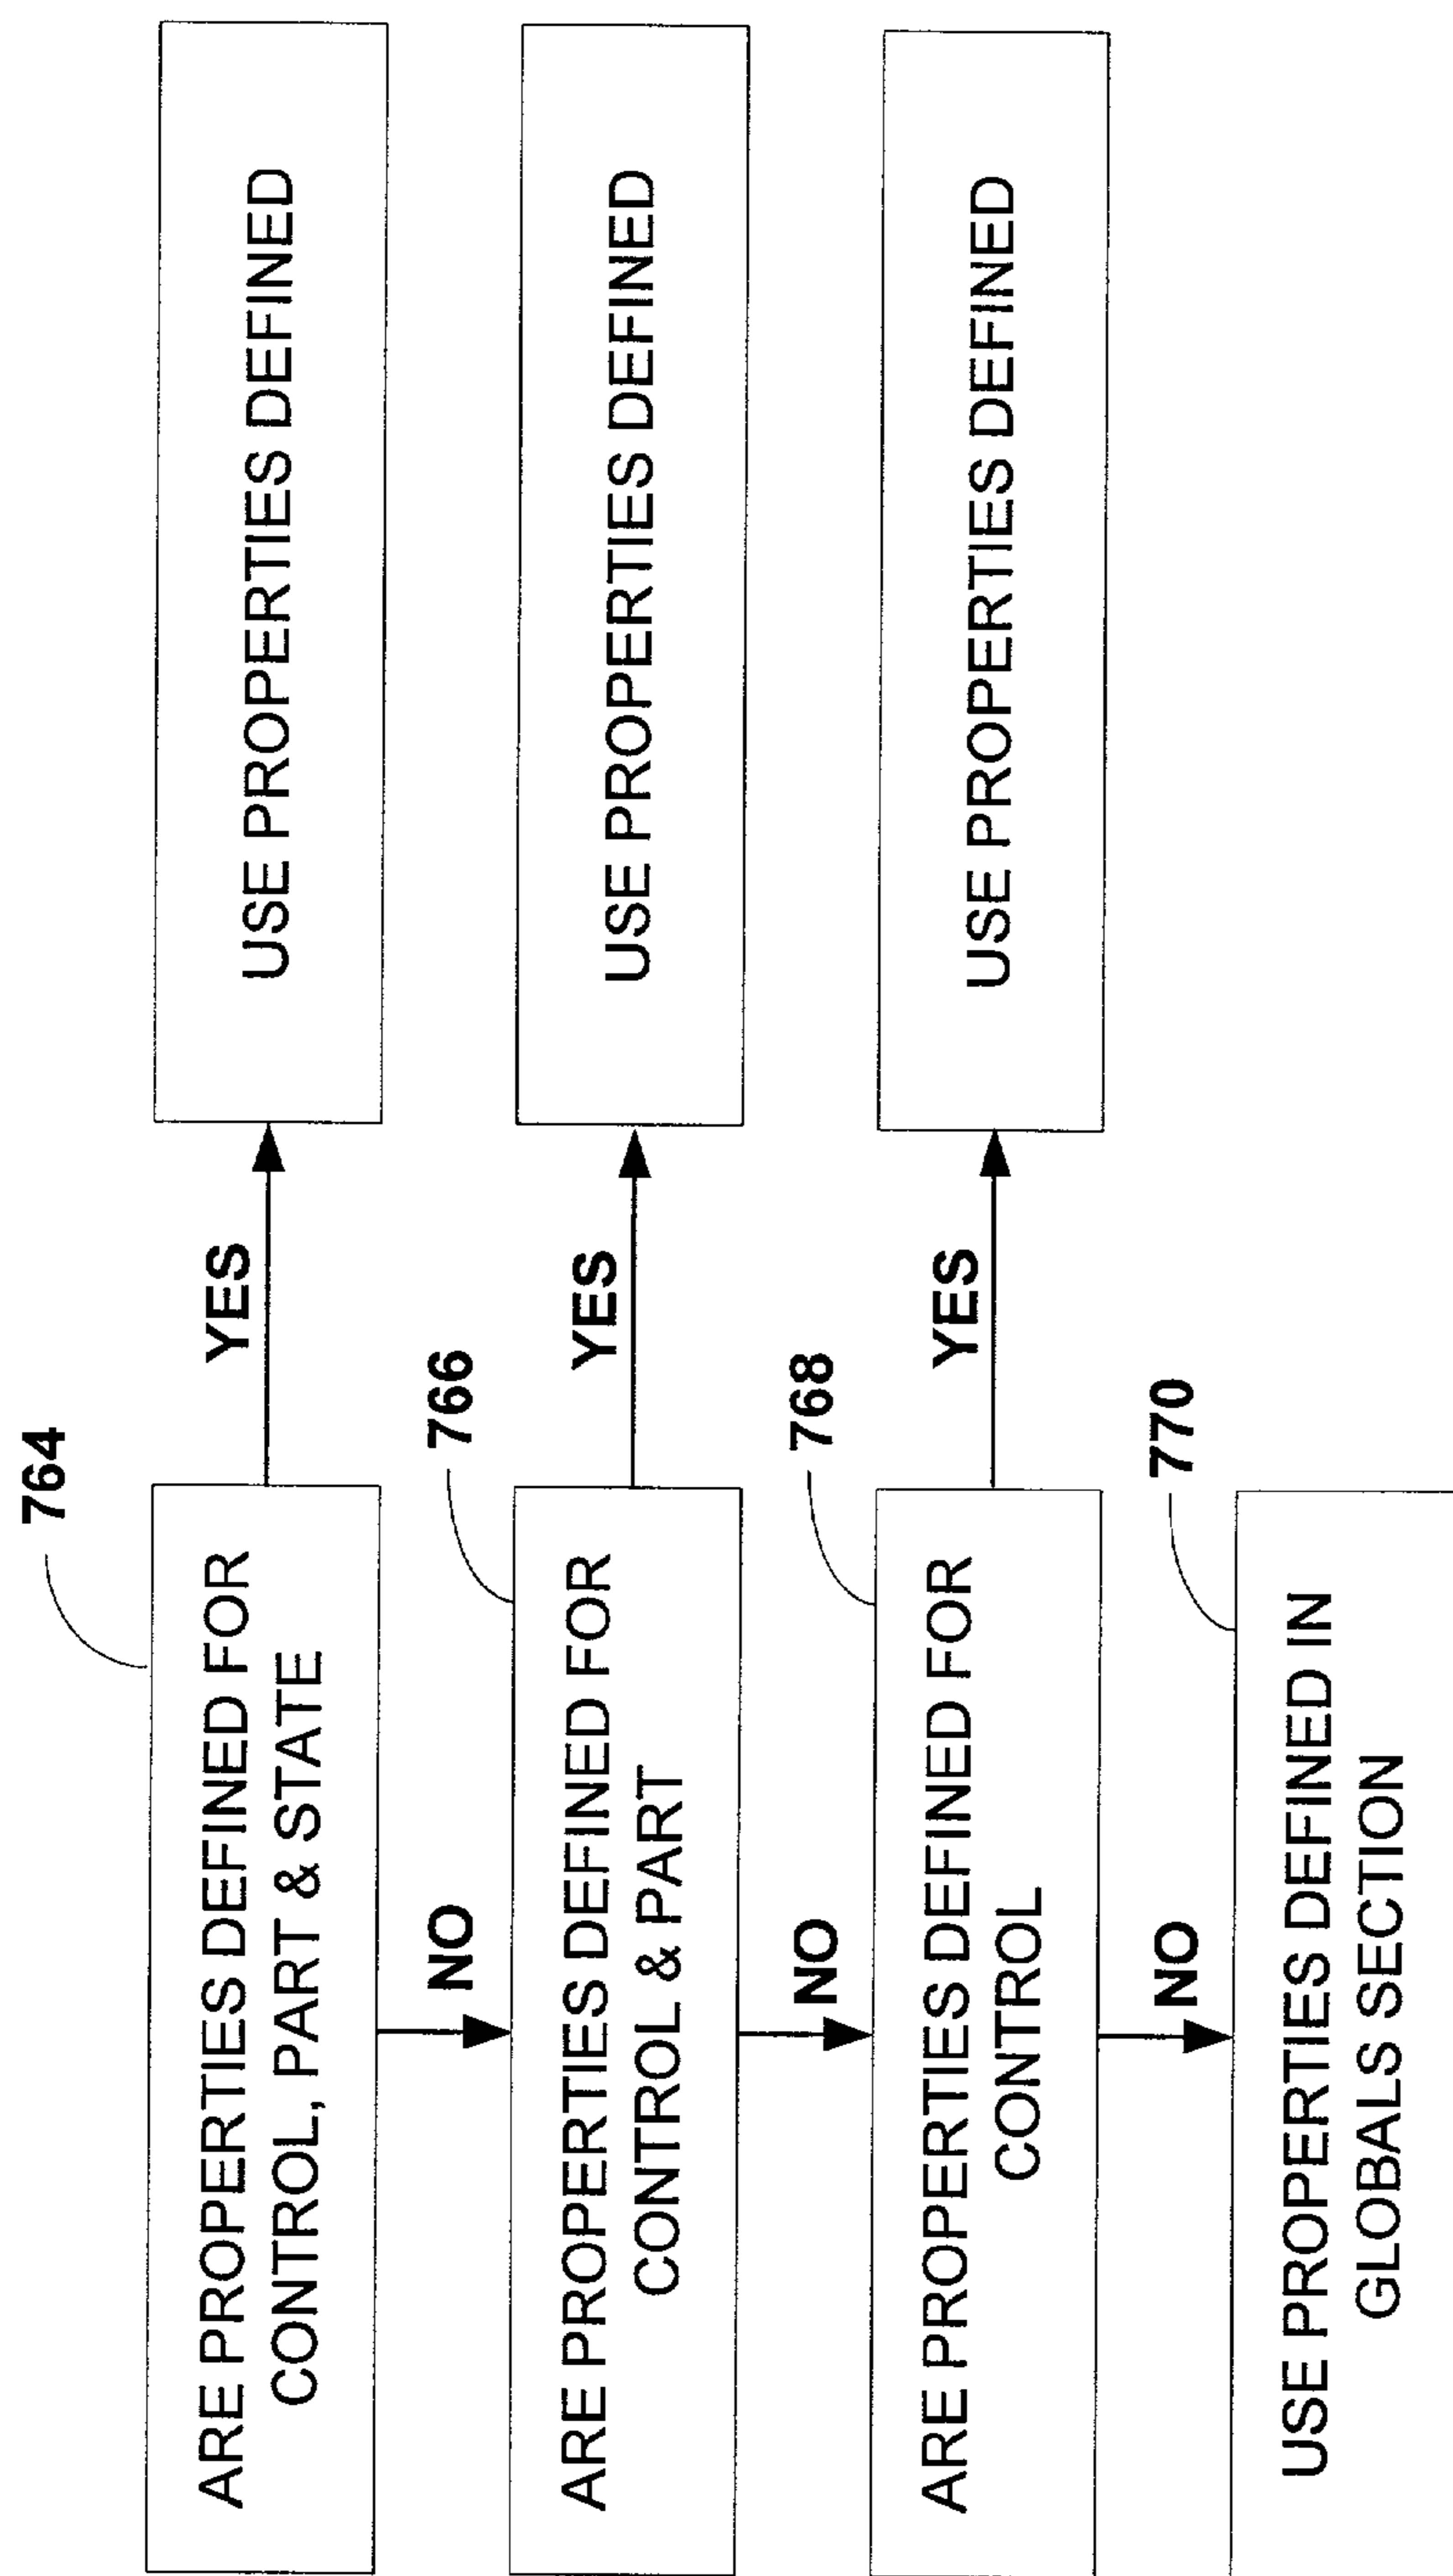 764
ARE PROPERTIES DEFINED FOR
CONTROL, PART & STATE
YES
USE PROPERTIES DEFINED
NO
766
ARE PROPERTIES DEFINED FOR
CONTROL & PART
YES
USE PROPERTIES DEFINED
NO
768
ARE PROPERTIES DEFINED FOR
CONTROL
YES
USE PROPERTIES DEFINED
NO
770
USE PROPERTIES DEFINED IN
GLOBALS SECTION